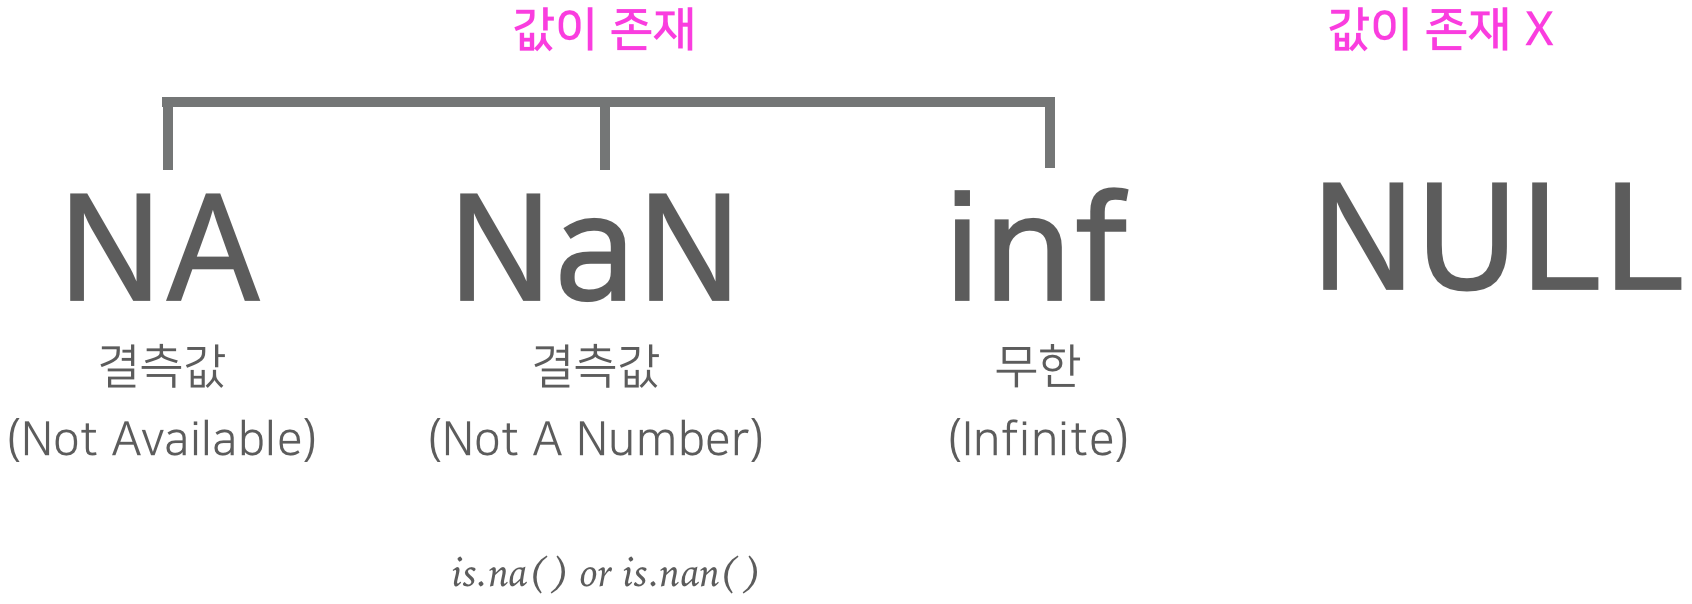 값이 존재
값이 존재 X
NA
NaN
inf
NULL
결측값
결측값
무한
(Not Available)
(Not A Number)
(Infinite)
is.na( ) or is.nan( )